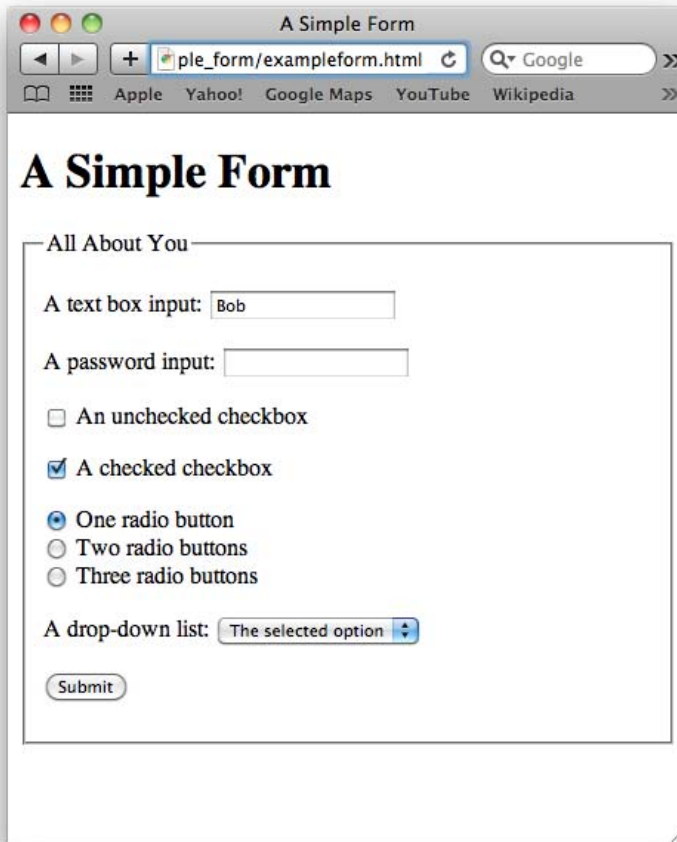 A Simple Form
ple_form/exampleform.html
Google
Apple Yahoo! Google Maps YouTube Wikipedia
A Simple Form
All About You
A text box input: Bob
A password input:
An unchecked checkbox
A checked checkbox
One radio button
Two radio buttons
Three radio buttons
A drop-down list: The selected option
Submit